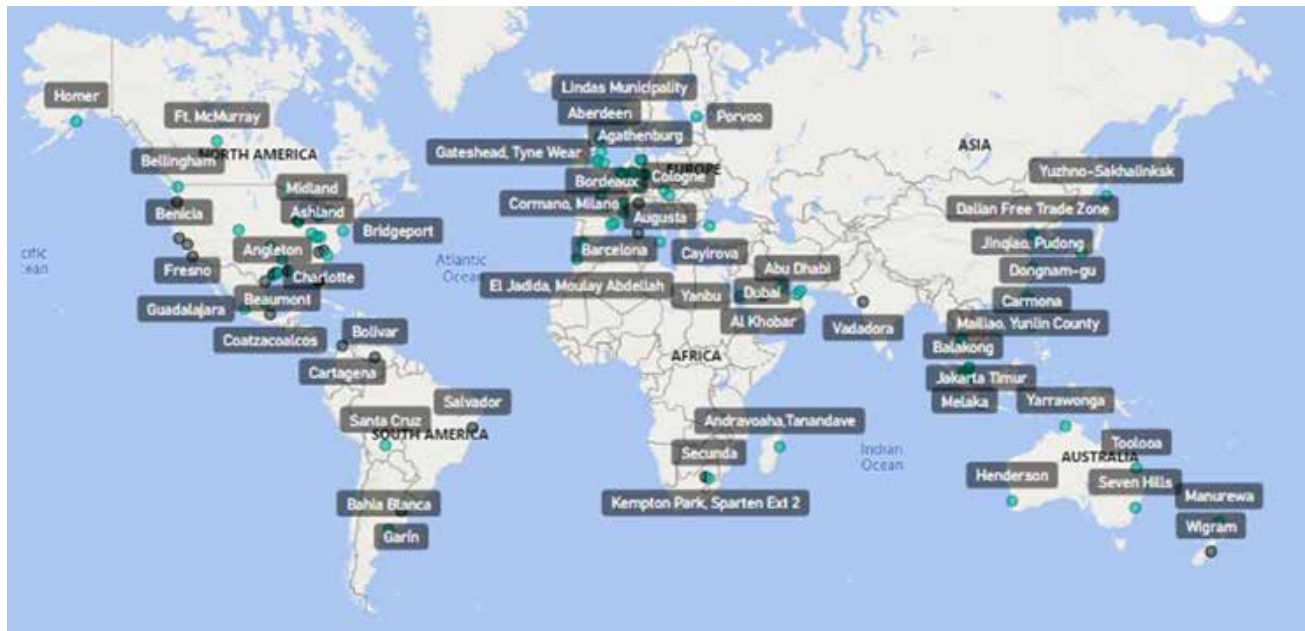 Homer
Ft. McMurray
NORTH AMERICA
Bellingham
Midland
Benicia
Ashland
Bridgeport
Angleton
Fresno
Charlotte
Beaumont
Guadalajara
Coatzacoalcos
Bolivar
Cartagena
Salvador
Santa Cruz
SOUTH AMERICA
Bahia Blanca
Garín
cific
ean
Atlantic
Ocean
Lindas Municipality
Aberdeen
Porvoo
Agathenburg
Gateshead, Tyne Wear
EUROPE
Bordeaux
Cologne
Cormano, Milano
Augusta
Barcelona
Cayirova
Abu Dhabi
El Jadida, Moulay Abdellah
Yanbu
Dubai
Al Khobar
Vadadora
AFRICA
Andravoaha,Tanandave
Secunda
Kempton Park, Sparten Ext 2
Indian
Ocean
ASIA
Yuzhno-Sakhalinksk
Dalian Free Trade Zone
Jinqiao, Pudong
Dongnam-gu
Carmona
Mailiao, Yunlin County
Balakong
Jakarta Timur
Melaka
Yarrawonga
Toolooa
AUSTRALIA
Henderson
Seven Hills
Manurewa
Wigram